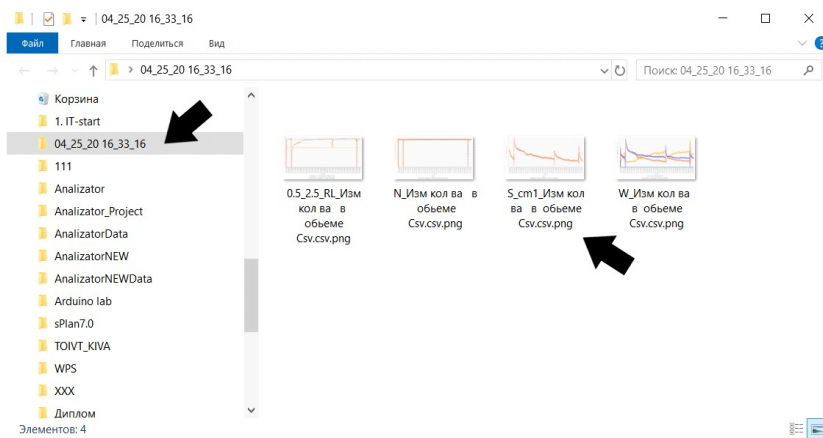 04_25_20 16_33_16
Файл Главная Поделиться Вид
04_25_20 16_33_16
Поиск: 04_25_20 16_33_16
Корзина
1. IT-start
04_25_20 16_33_16
111
Analizator
Analizator_Project
AnalizatorData
AnalizatorNEW
AnalizatorNEWData
Arduino lab
sPlan7.0
TOIVT_KIVA
WPS
XXX
Диплом
0.5_2.5_RL_Изм
кол ва в
обьеме
Csv.csv.png
N_Изм кол ва в
обьеме
Csv.csv.png
S_cm1_Изм кол
ва в обьеме
Csv.csv.png
W_Изм кол ва
в обьеме
Csv.csv.png
Элементов: 4